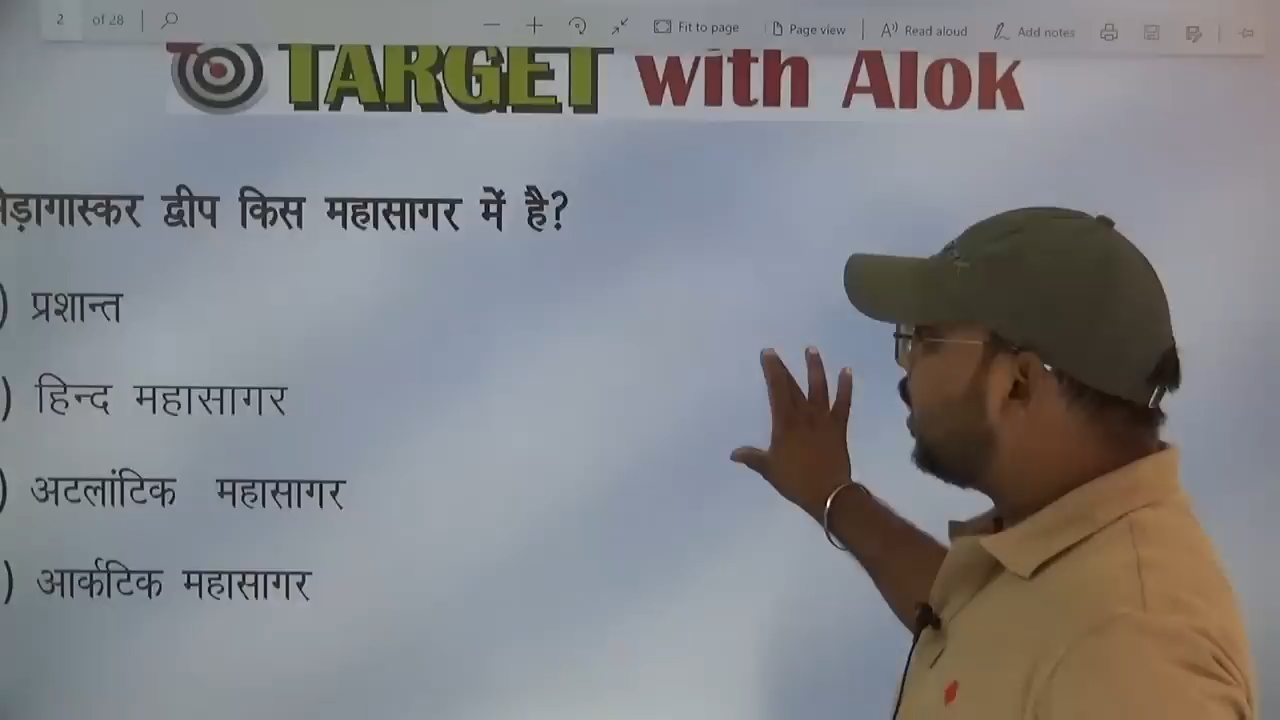 2 of 28 Fit to page Page view Read aloud Add notes
TARGET with Alok
मेड़ागास्कर द्वीप किस महासागर में है?
) प्रशान्त
) हिन्द महासागर
) अटलांटिक महासागर
) आर्कटिक महासागर